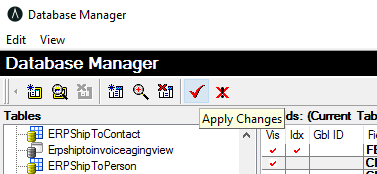 Database Manager
Edit View
Database Manager
Apply Changes
Tables ds: (Current Tab
Vis Idx Gbl ID Fie
ERPShipToContact
Erpshiptoinvoiceagingview
ERPShipToPerson